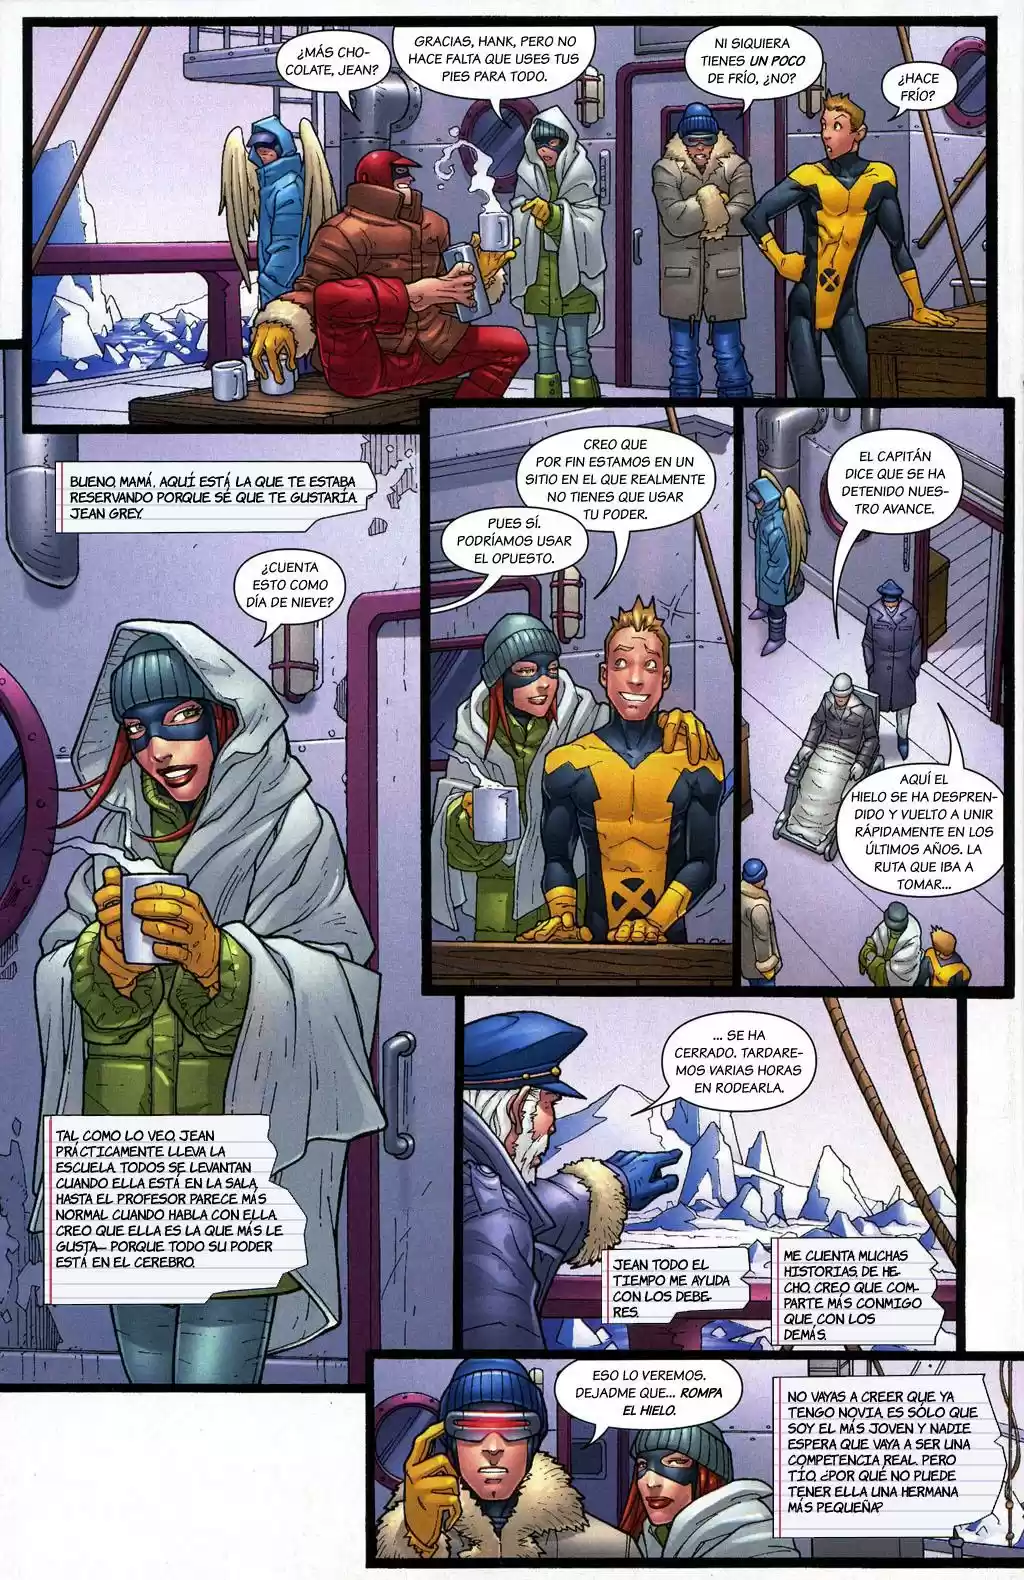 ¿MÁS CHO-
COLATE, JEAN?
GRACIAS, HANK, PERO NO
HACE FALTA QUE USES TUS
PIES PARA TODO.
NI SIQUIERA
TIENES UN POCO
DE FRÍO, ¿NO?
¿HACE
FRÍO?
BUENO, MAMÁ, AQUÍ ESTÁ LA QUE TE ESTABA
RESERVANDO PORQUE SÉ QUE TE GUSTARÍA.
JEAN GREY.
¿CUENTA
ESTO COMO
DÍA DE NIEVE?
TAL COMO LO VEO, JEAN
PRÁCTICAMENTE LLEVA LA
ESCUELA. TODOS SE LEVANTAN
CUANDO ELLA ESTÁ EN LA SALA,
HASTA EL PROFESOR PARECE MÁS
NORMAL CUANDO HABLA CON ELLA.
CREO QUE ELLA ES LA QUE MÁS LE
GUSTA-- PORQUE TODO SU PODER
ESTÁ EN EL CEREBRO.
CREO QUE
POR FIN ESTAMOS EN UN
SITIO EN EL QUE REALMENTE
NO TIENES QUE USAR
TU PODER.
PUES SÍ.
PODRÍAMOS USAR
EL OPUESTO.
EL CAPITÁN
DICE QUE SE HA
DETENIDO NUES-
TRO AVANCE.
AQUÍ EL
HIELO SE HA DESPREN-
DIDO Y VUELTO A UNIR
RÁPIDAMENTE EN LOS
ÚLTIMOS AÑOS. LA
RUTA QUE IBA A
TOMAR...
... SE HA
CERRADO. TARDARE-
MOS VARIAS HORAS
EN RODEARLA.
JEAN TODO EL
TIEMPO ME AYUDA
CON LOS DEBE-
RES.
ME CUENTA MUCHAS
HISTORIAS, DE HE-
CHO, CREO QUE COM-
PARTE MÁS CONMIGO
QUE CON LOS
DEMÁS.
ESO LO VEREMOS.
DEJADME QUE... ROMPA
EL HIELO.
NO VAYAS A CREER QUE YA
TENGO NOVIA. ES SÓLO QUE
SOY EL MÁS JOVEN Y NADIE
ESPERA QUE VAYA A SER UNA
COMPETENCIA REAL. PERO
TÍO, ¿POR QUÉ NO PUEDE
TENER ELLA UNA HERMANA
MÁS PEQUEÑA?